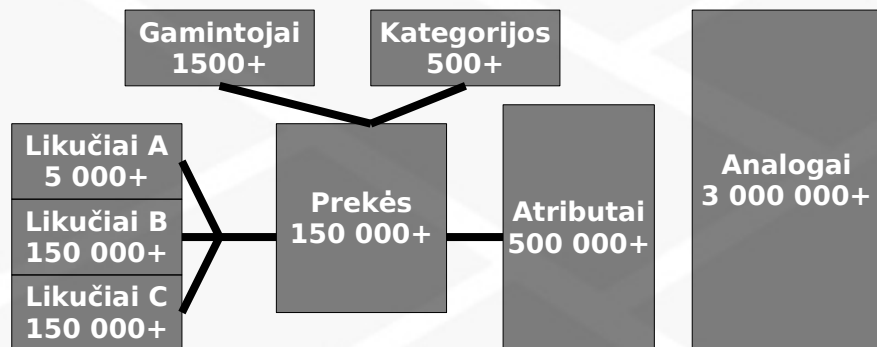 Gamintojai
1500+
Kategorijos
500+
Likučiai A
5 000+
Likučiai B
150 000+
Likučiai C
150 000+
Prekės
150 000+
Atributai
500 000+
Analogai
3 000 000+